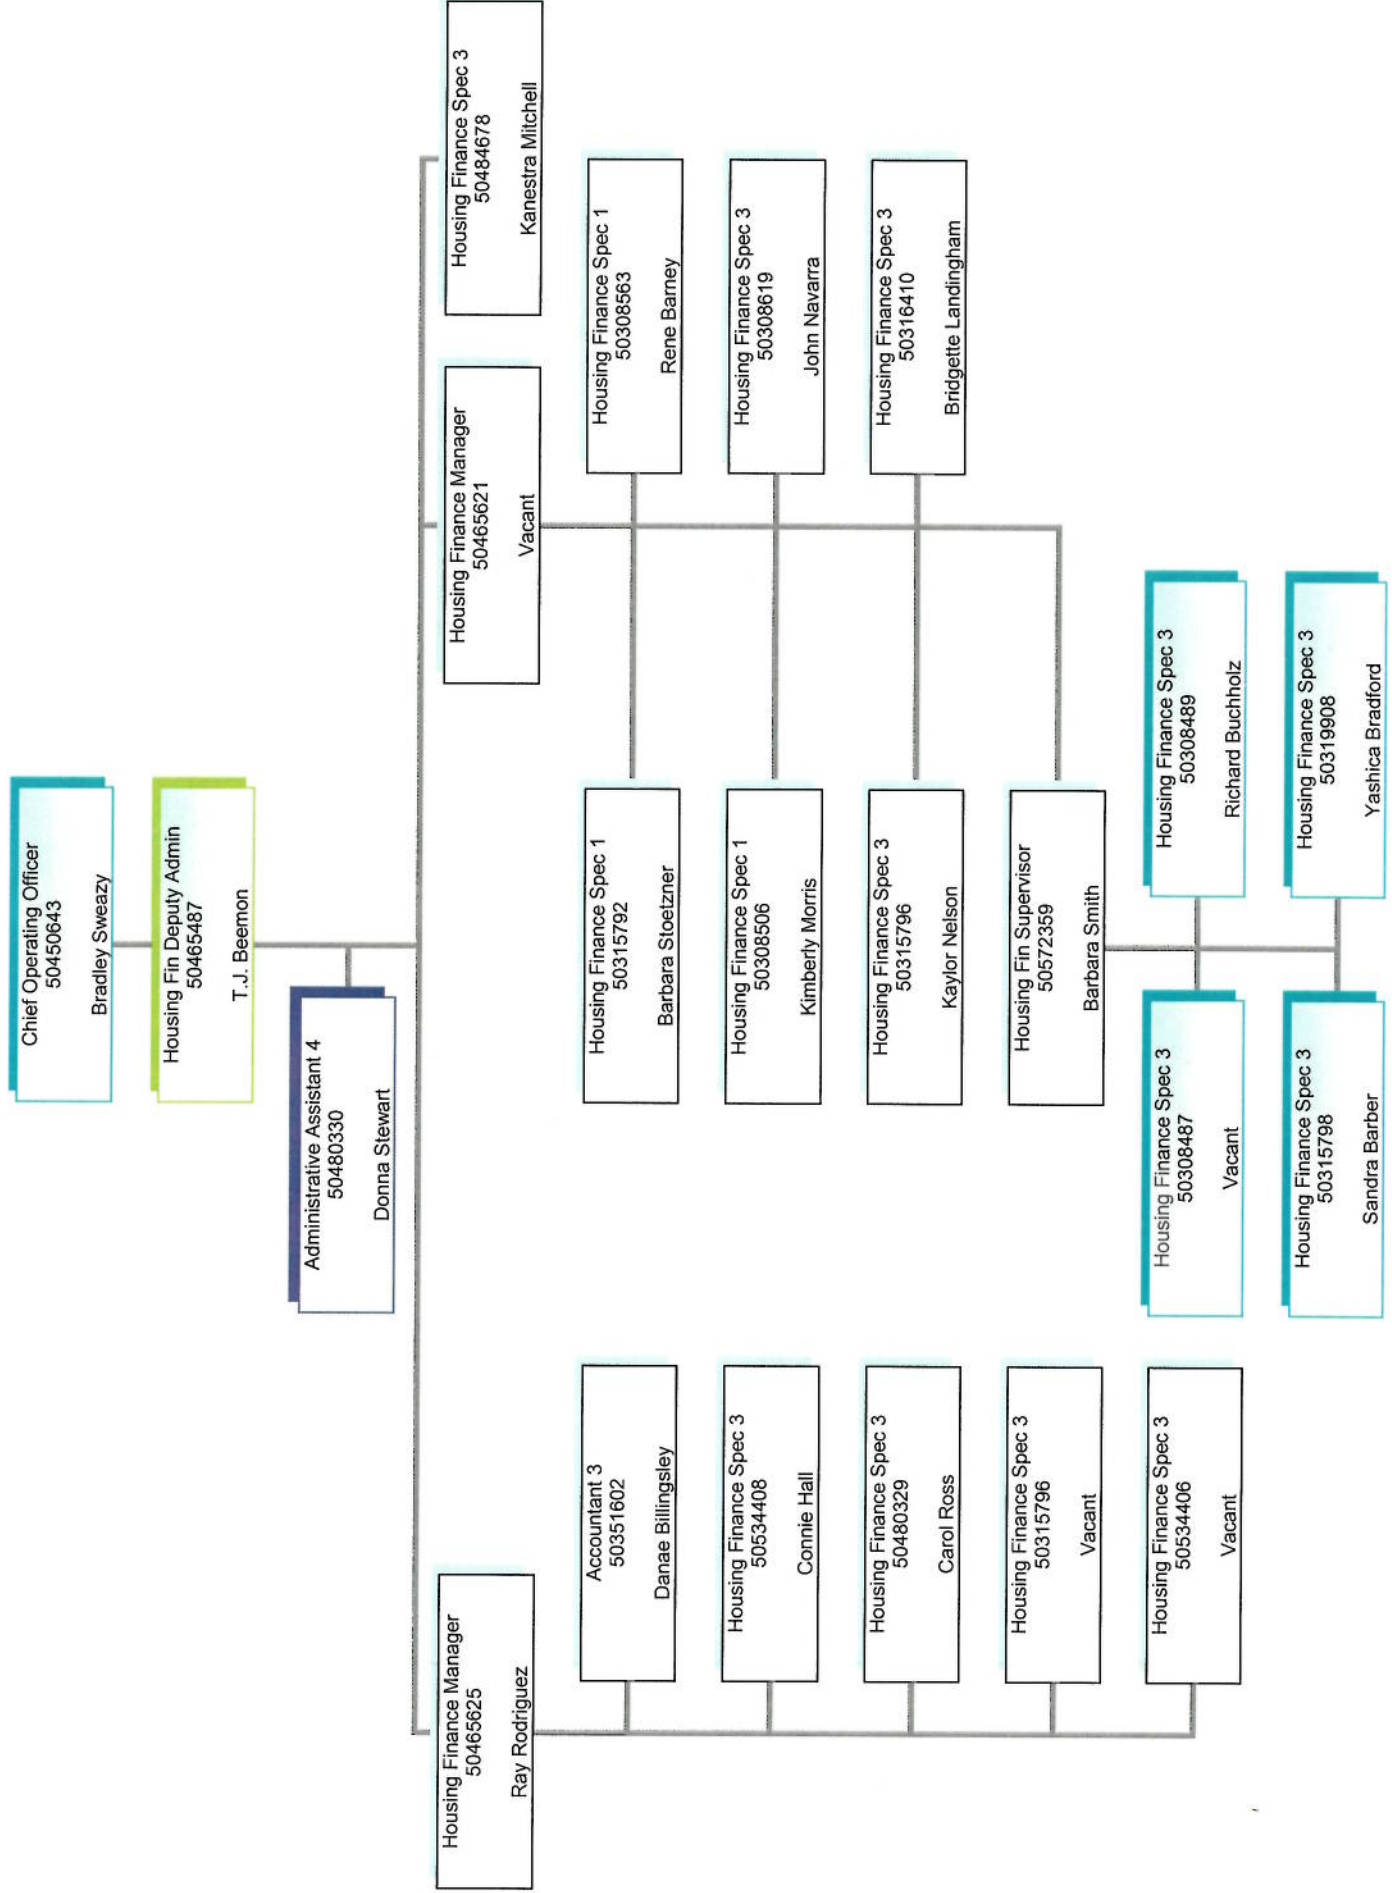 Chief Operating Officer
50450643
Bradley Sweazy
Housing Fin Deputy Admin
50465487
T.J. Beemon
Administrative Assistant 4
50480330
Donna Stewart
Housing Finance Manager
50465625
Ray Rodriguez
Housing Finance Manager
50465621
Vacant
Housing Finance Spec 3
50484678
Kanestra Mitchell
Accountant 3
50351602
Danae Billingsley
Housing Finance Spec 3
50534408
Connie Hall
Housing Finance Spec 3
50480329
Carol Ross
Housing Finance Spec 3
50315796
Vacant
Housing Finance Spec 3
50534406
Vacant
Housing Finance Spec 1
50315792
Barbara Stoetzner
Housing Finance Spec 1
50308563
Rene Barney
Housing Finance Spec 1
50308506
Kimberly Morris
Housing Finance Spec 3
50308619
John Navarra
Housing Finance Spec 3
50315796
Kaylor Nelson
Housing Finance Spec 3
50316410
Bridgette Landingham
Housing Fin Supervisor
50572359
Barbara Smith
Housing Finance Spec 3
50308487
Vacant
Housing Finance Spec 3
50308489
Richard Buchholz
Housing Finance Spec 3
50315798
Sandra Barber
Housing Finance Spec 3
50319908
Yashica Bradford